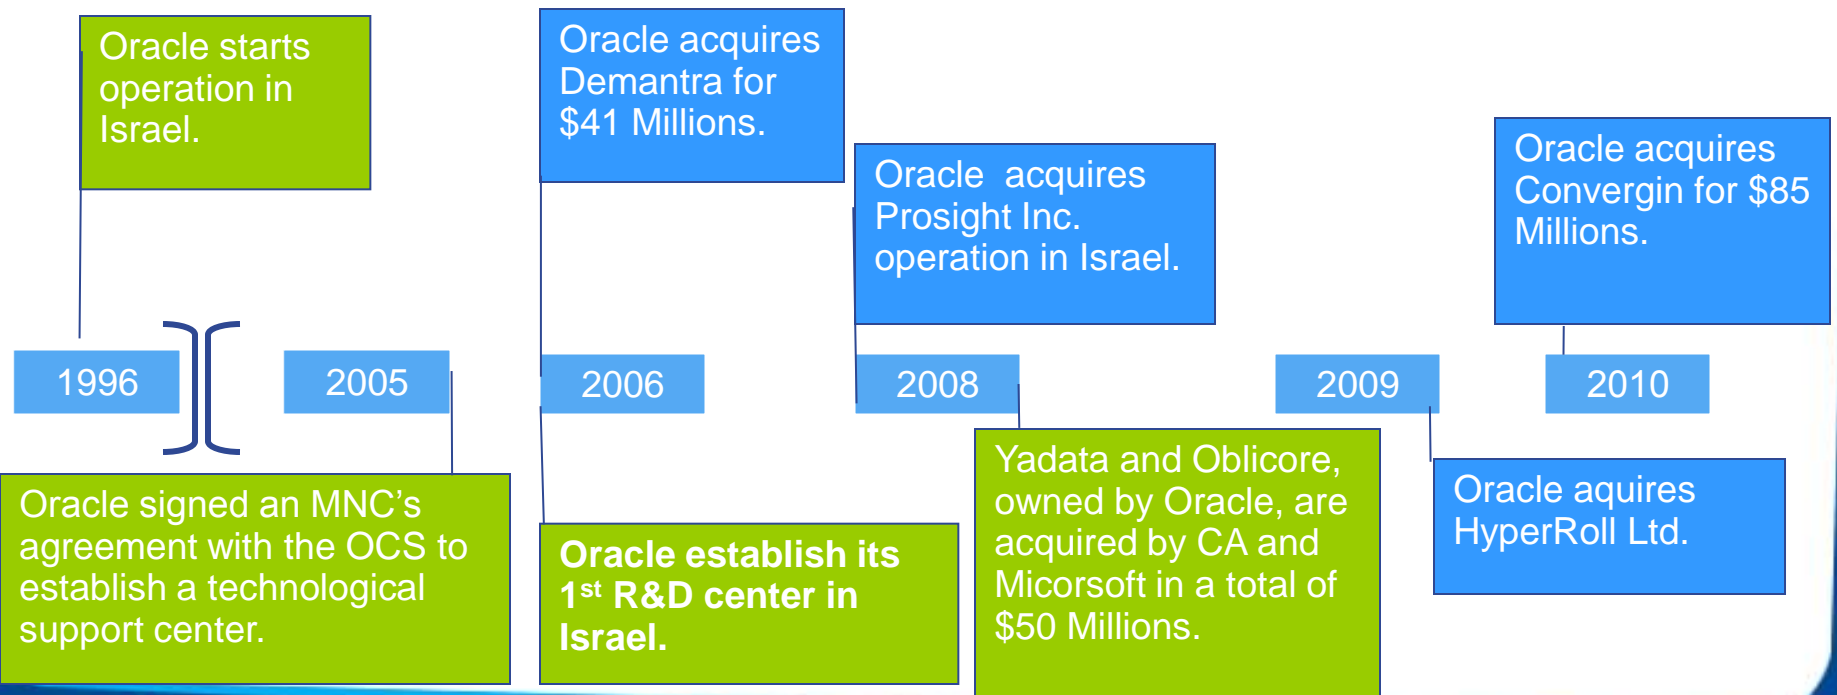 Oracle starts
operation in
Israel.
Oracle acquires
Demantra for
$41 Millions.
Oracle  acquires
Prosight Inc.
operation in Israel.
Oracle acquires
Convergin for $85
Millions.
1996
2005
2006
2008
2009
2010
Oracle signed an MNC’s
agreement with the OCS to
establish a technological
support center.
Oracle establish its
1st R&D center in
Israel.
Yadata and Oblicore,
owned by Oracle, are
acquired by CA and
Micorsoft in a total of
$50 Millions.
Oracle aquires
HyperRoll Ltd.